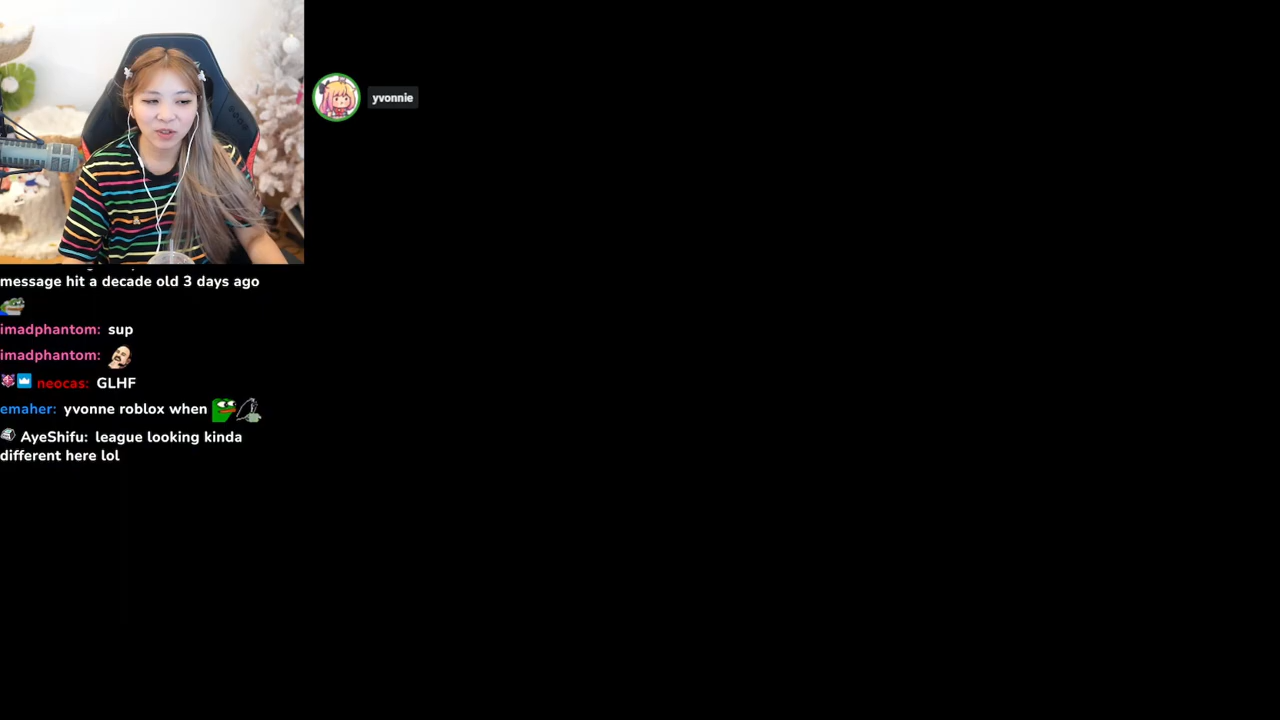 yvonnie
message hit a decade old 3 days ago
imadphantom: sup
imadphantom:
neocas: GLHF
emaher: yvonne roblox when
AyeShifu: league looking kinda
different here lol